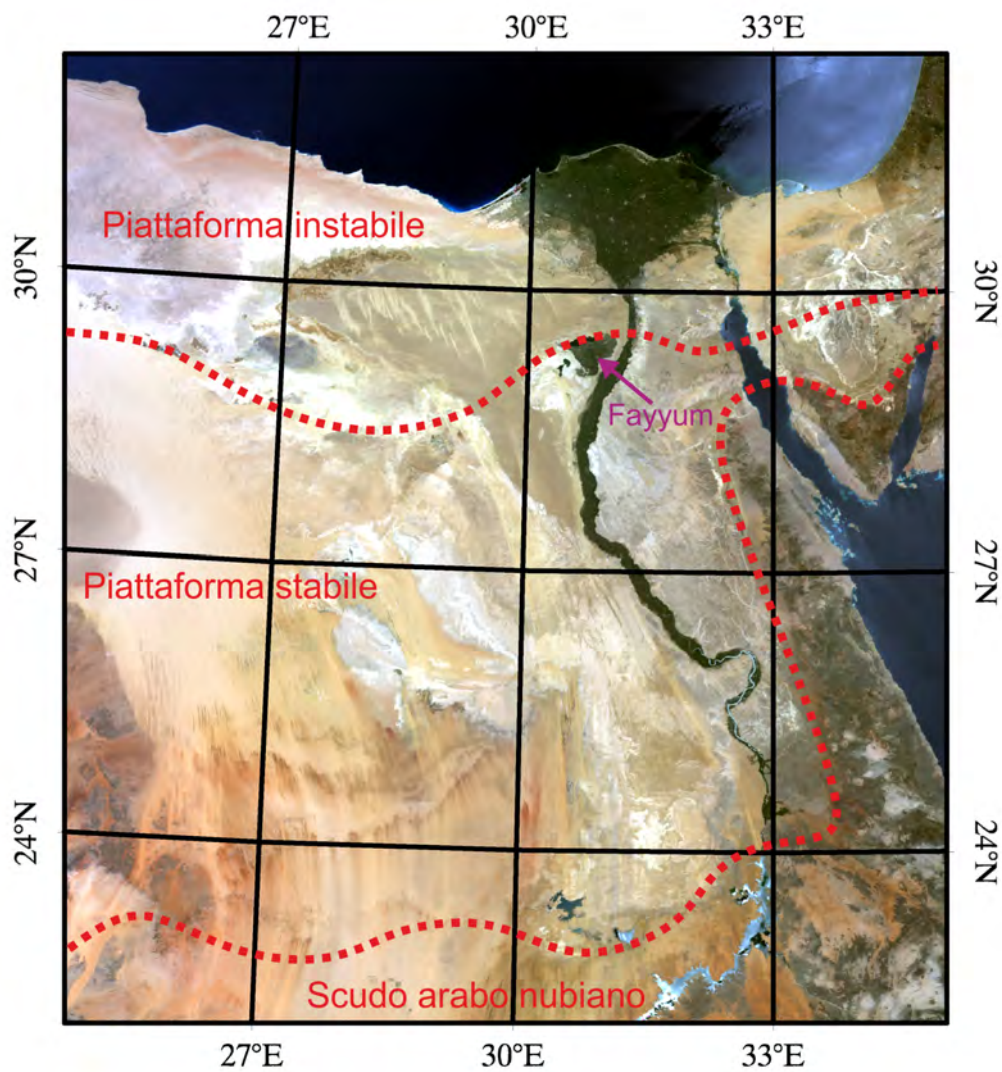 27°E 30°E 33°E
Piattaforma instabile
30°N
30°N
Fayyum
27°N
27°N
Piattaforma stabile
24°N
24°N
Scudo arabo nubiano
27°E 30°E 33°E